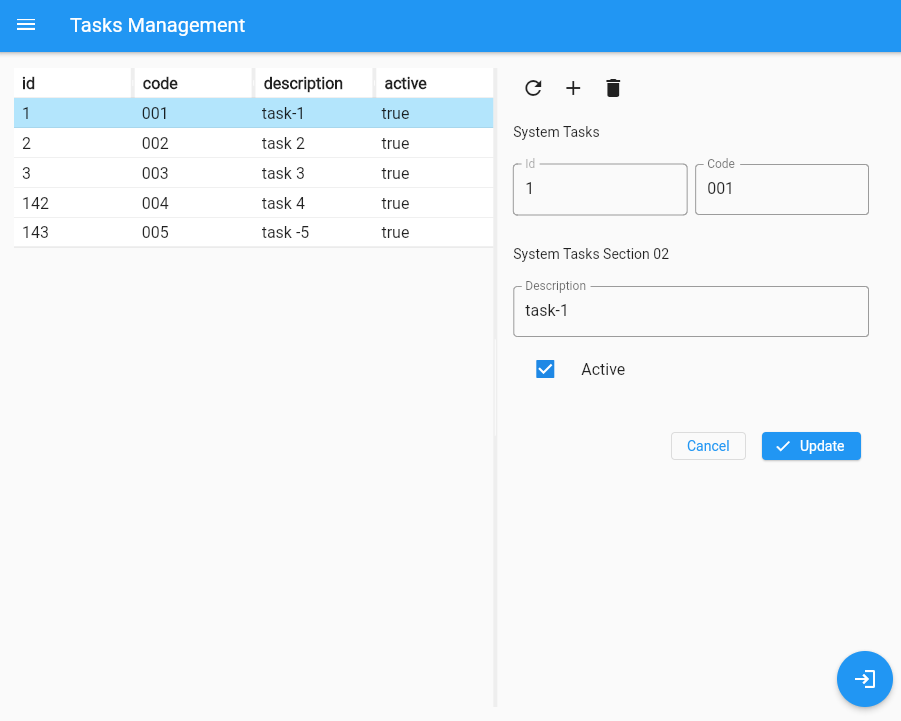 Tasks Management
id code description active
1 001 task-1 true
2 002 task 2 true
3 003 task 3 true
142 004 task 4 true
143 005 task -5 true
System Tasks
Id Code
1 001
System Tasks Section 02
Description
task-1
Active
Cancel Update